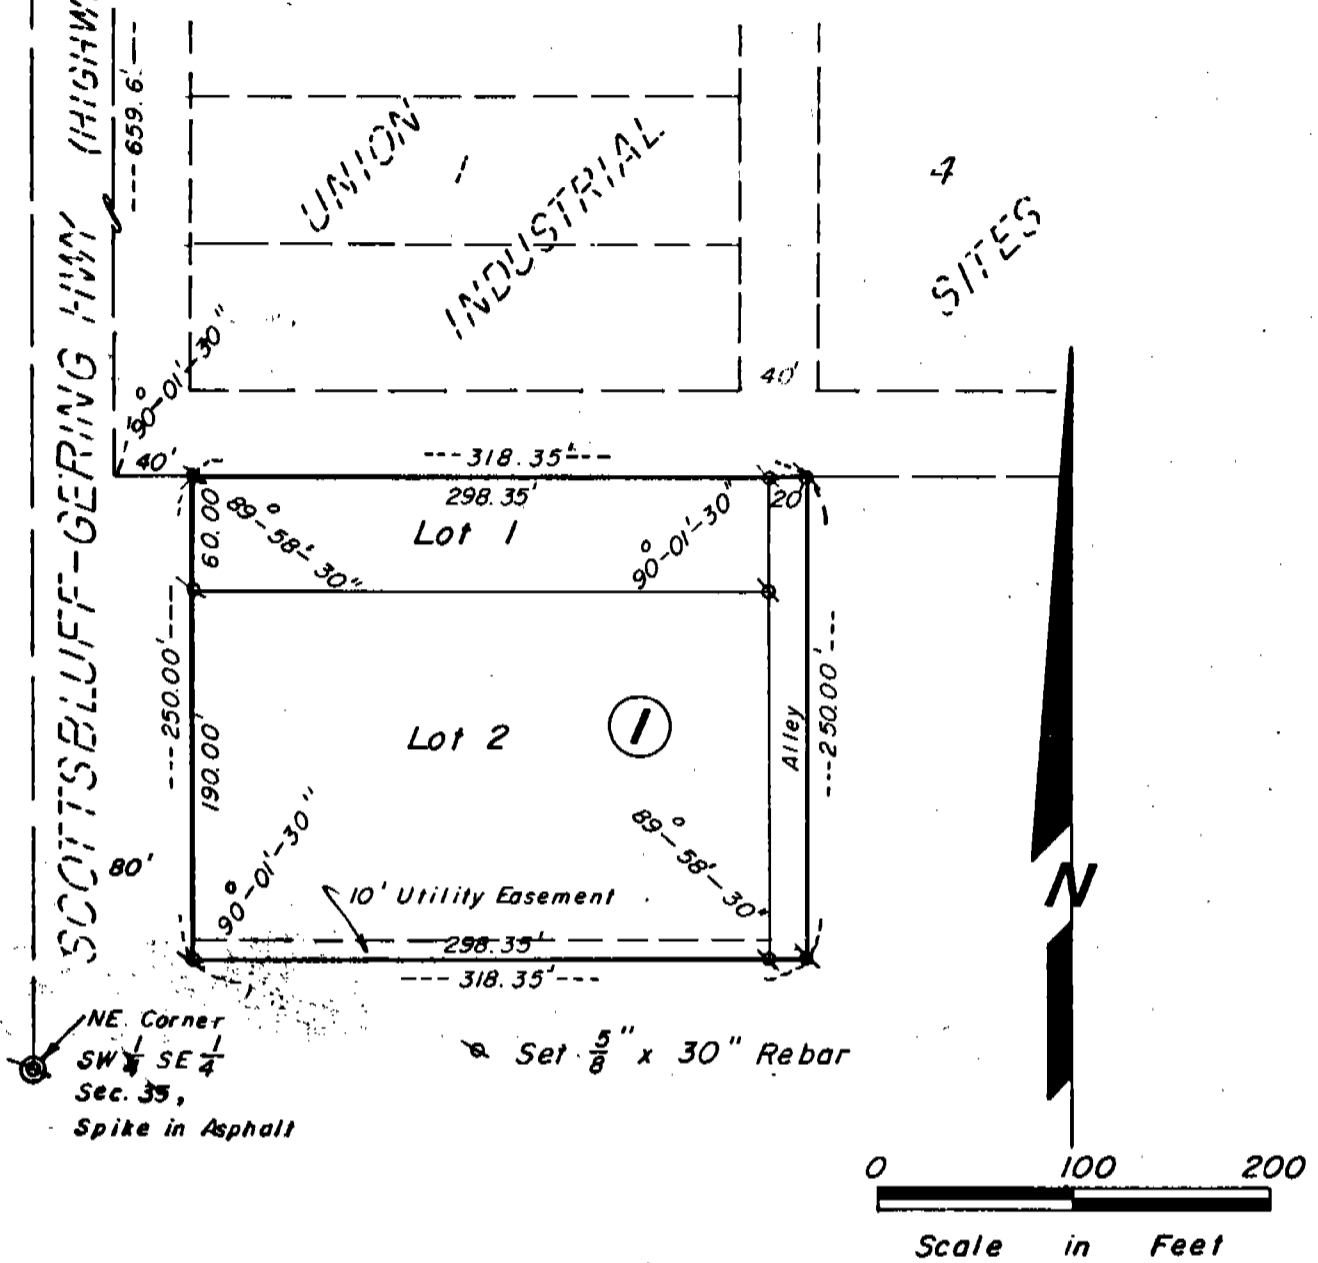 (HIGHW
---659.6'---
UNION
INDUSTRIAL
4
SITES
SCOTTSBLUFF-GERING HWY
90°-01'-30"
40'
40'
---318.35'---
298.35'
20'
60.00'
89°-58'-30"
Lot 1
90°-01'-30"
---250.00'---
190.00'
Lot 2
1
Alley
---250.00'---
80'
90°-01'-30"
89°-58'-30"
10' Utility Easement
298.35'
---318.35'---
N
NE Corner
SW 1/4 SE 1/4
Sec. 35,
Spike in Asphalt
Set 5/8" x 30" Rebar
0 100 200
Scale in Feet